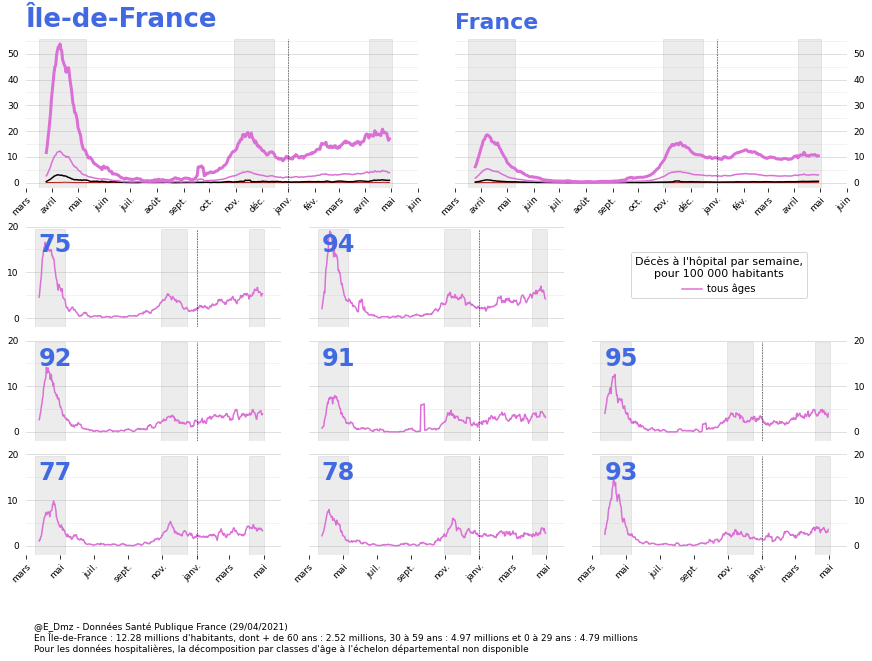 Île-de-France
France
50
40
30
20
10
0
50
40
30
20
10
0
mars avril mai juin juil. août sept. oct. nov. déc. janv. fév. mars avril mai juin
mars avril mai juin juil. août sept. oct. nov. déc. janv. fév. mars avril mai juin
20
10
0
75
94
Décès à l'hôpital par semaine,
pour 100 000 habitants
tous âges
20
10
0
92
91
95
20
10
0
20
10
0
77
78
93
20
10
0
mars mai juil. sept. nov. janv. mars mai
mars mai juil. sept. nov. janv. mars mai
mars mai juil. sept. nov. janv. mars mai
@E_Dmz - Données Santé Publique France (29/04/2021)
En Île-de-France : 12.28 millions d'habitants, dont + de 60 ans : 2.52 millions, 30 à 59 ans : 4.97 millions et 0 à 29 ans : 4.79 millions
Pour les données hospitalières, la décomposition par classes d'âge à l'échelon départemental non disponible